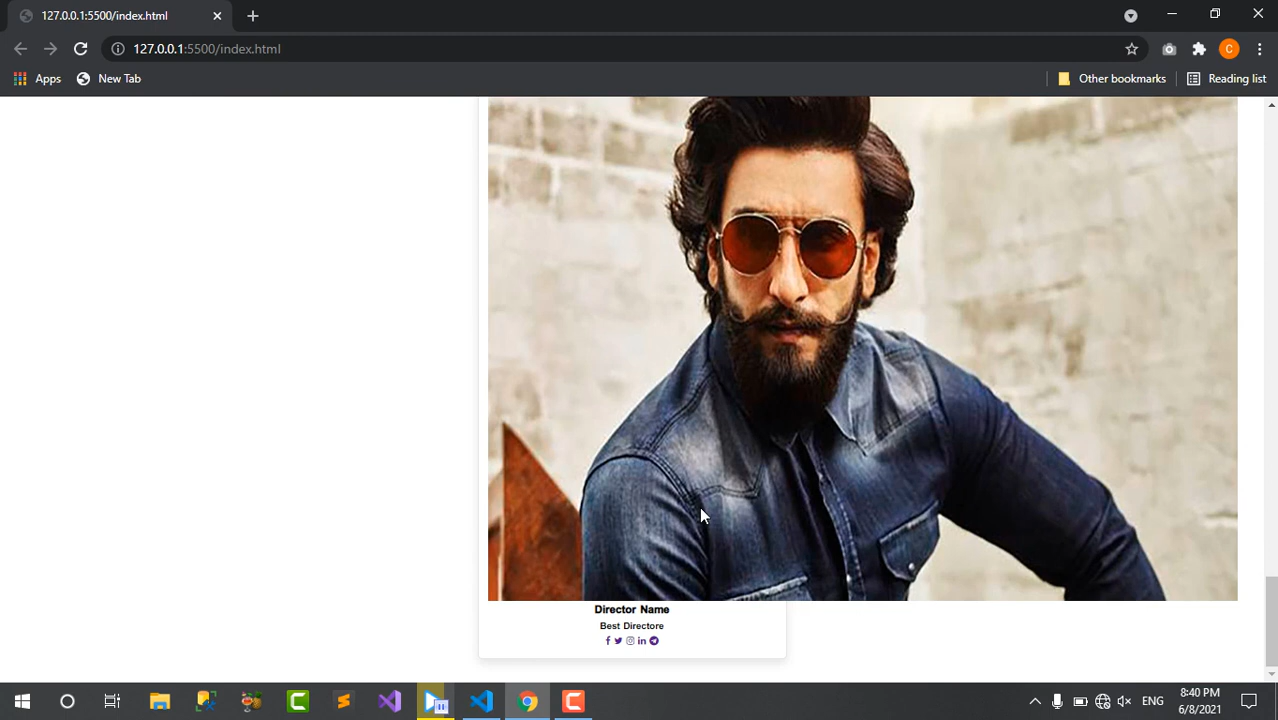 127.0.0.1:5500/index.html
127.0.0.1:5500/index.html
C
Apps
New Tab
Other bookmarks
Reading list
Director Name
Best Directore
ENG
8:40 PM
6/8/2021